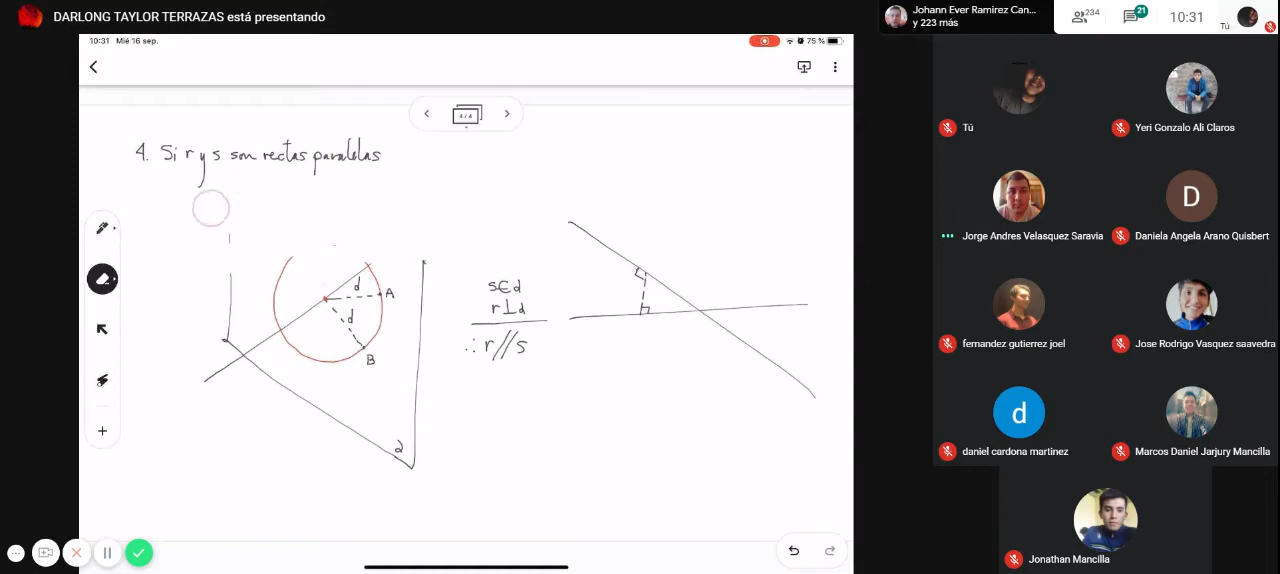 DARLONG TAYLOR TERRAZAS está presentando
Johann Ever Ramirez Can...
y 223 más
234
21
10:31
Tú
10:31 Mié 16 sep.
75 %
4 / 4
4. Si r y s son rectas paralelas
d
A
d
B
s∈d
r⊥d
∴ r//s
Tú
Yeri Gonzalo Ali Claros
Jorge Andres Velasquez Saravia
D
Daniela Angela Arano Quisbert
fernandez gutierrez joel
Jose Rodrigo Vasquez saavedra
d
daniel cardona martinez
Marcos Daniel Jarjury Mancilla
Jonathan Mancilla